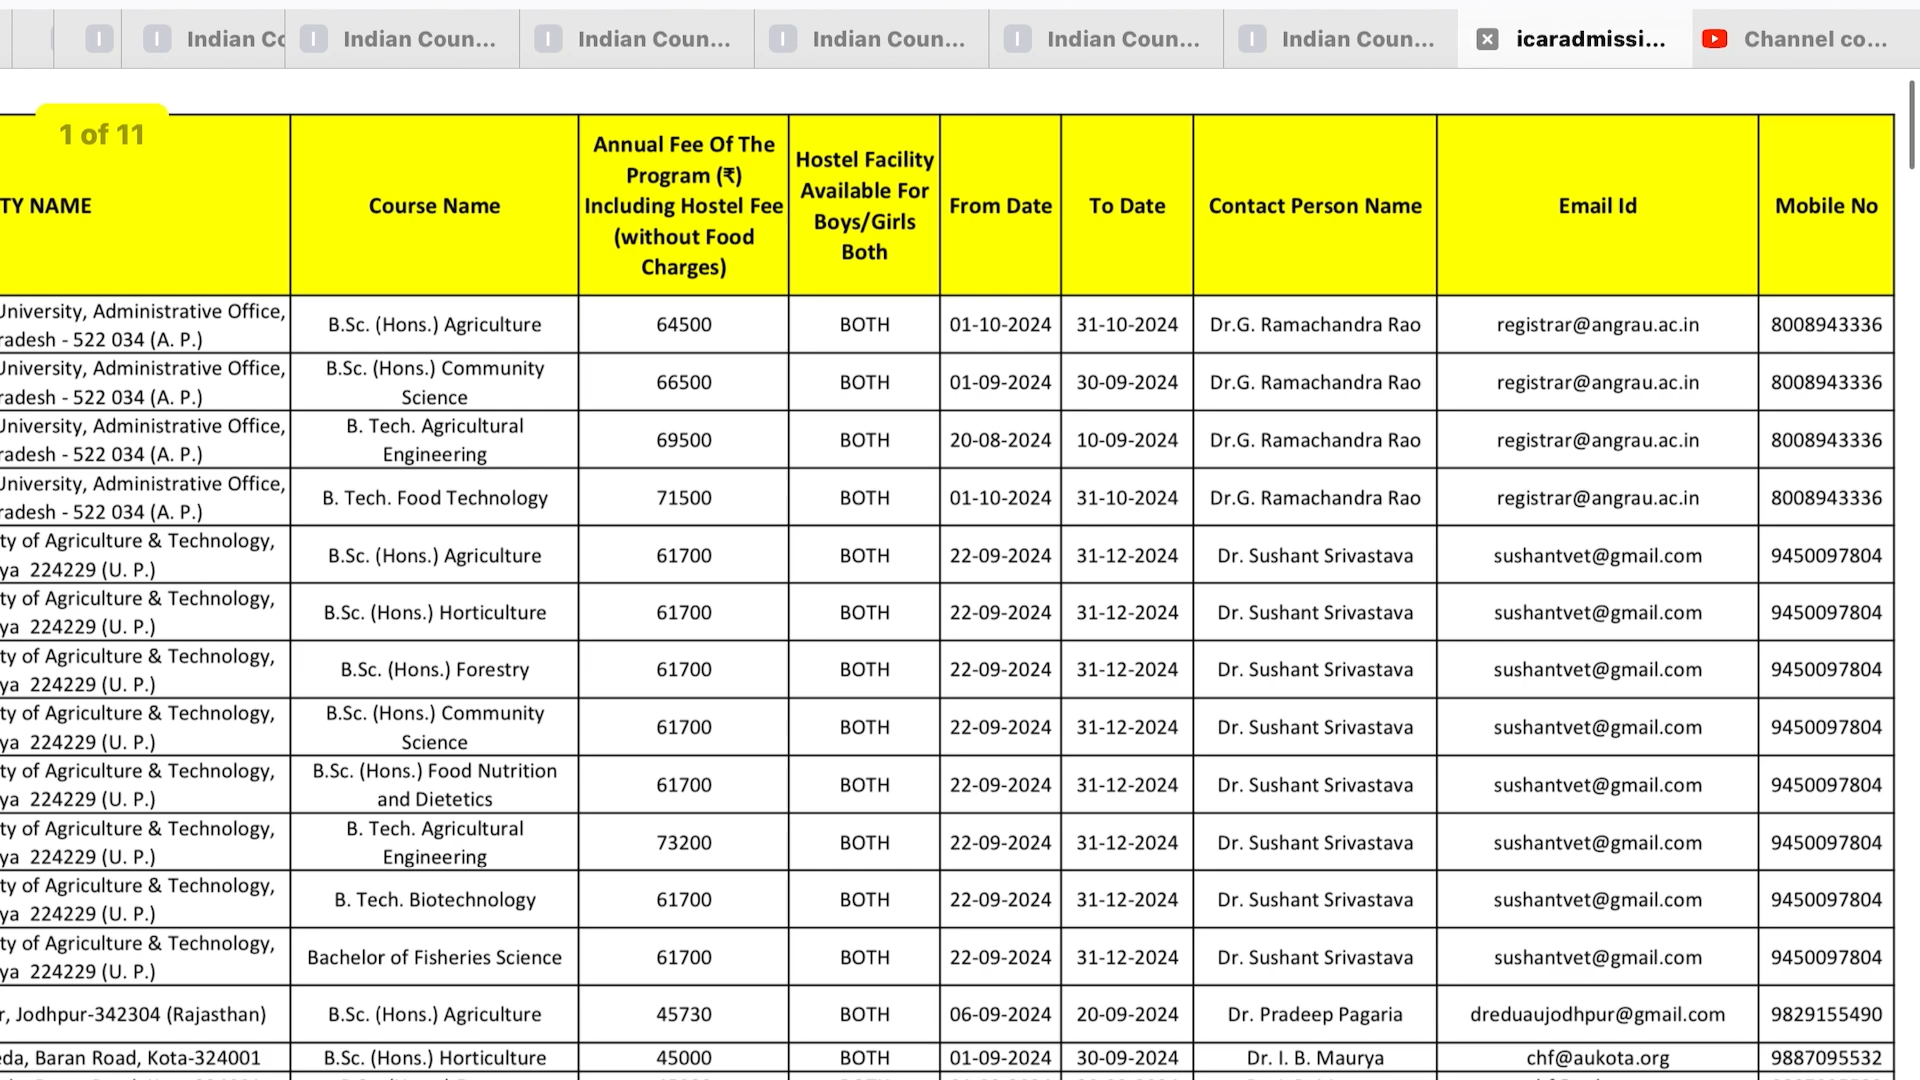 Indian Co Indian Coun... Indian Coun... Indian Coun... Indian Coun... Indian Coun... icaradmissi... Channel co...
1 of 11
TY NAME
Course Name
Annual Fee Of The
Program (₹)
Including Hostel Fee
(without Food
Charges)
Hostel Facility
Available For
Boys/Girls
Both
From Date
To Date
Contact Person Name
Email Id
Mobile No
University, Administrative Office,
radesh - 522 034 (A. P.)
B.Sc. (Hons.) Agriculture
64500
BOTH
01-10-2024
31-10-2024
Dr.G. Ramachandra Rao
registrar@angrau.ac.in
8008943336
University, Administrative Office,
radesh - 522 034 (A. P.)
B.Sc. (Hons.) Community
Science
66500
BOTH
01-09-2024
30-09-2024
Dr.G. Ramachandra Rao
registrar@angrau.ac.in
8008943336
University, Administrative Office,
radesh - 522 034 (A. P.)
B. Tech. Agricultural
Engineering
69500
BOTH
20-08-2024
10-09-2024
Dr.G. Ramachandra Rao
registrar@angrau.ac.in
8008943336
University, Administrative Office,
radesh - 522 034 (A. P.)
B. Tech. Food Technology
71500
BOTH
01-10-2024
31-10-2024
Dr.G. Ramachandra Rao
registrar@angrau.ac.in
8008943336
ty of Agriculture & Technology,
ya 224229 (U. P.)
B.Sc. (Hons.) Agriculture
61700
BOTH
22-09-2024
31-12-2024
Dr. Sushant Srivastava
sushantvet@gmail.com
9450097804
ty of Agriculture & Technology,
ya 224229 (U. P.)
B.Sc. (Hons.) Horticulture
61700
BOTH
22-09-2024
31-12-2024
Dr. Sushant Srivastava
sushantvet@gmail.com
9450097804
ty of Agriculture & Technology,
ya 224229 (U. P.)
B.Sc. (Hons.) Forestry
61700
BOTH
22-09-2024
31-12-2024
Dr. Sushant Srivastava
sushantvet@gmail.com
9450097804
ty of Agriculture & Technology,
ya 224229 (U. P.)
B.Sc. (Hons.) Community
Science
61700
BOTH
22-09-2024
31-12-2024
Dr. Sushant Srivastava
sushantvet@gmail.com
9450097804
ty of Agriculture & Technology,
ya 224229 (U. P.)
B.Sc. (Hons.) Food Nutrition
and Dietetics
61700
BOTH
22-09-2024
31-12-2024
Dr. Sushant Srivastava
sushantvet@gmail.com
9450097804
ty of Agriculture & Technology,
ya 224229 (U. P.)
B. Tech. Agricultural
Engineering
73200
BOTH
22-09-2024
31-12-2024
Dr. Sushant Srivastava
sushantvet@gmail.com
9450097804
ty of Agriculture & Technology,
ya 224229 (U. P.)
B. Tech. Biotechnology
61700
BOTH
22-09-2024
31-12-2024
Dr. Sushant Srivastava
sushantvet@gmail.com
9450097804
ty of Agriculture & Technology,
ya 224229 (U. P.)
Bachelor of Fisheries Science
61700
BOTH
22-09-2024
31-12-2024
Dr. Sushant Srivastava
sushantvet@gmail.com
9450097804
r, Jodhpur-342304 (Rajasthan)
B.Sc. (Hons.) Agriculture
45730
BOTH
06-09-2024
20-09-2024
Dr. Pradeep Pagaria
dreduaujodhpur@gmail.com
9829155490
eda, Baran Road, Kota-324001
B.Sc. (Hons.) Horticulture
45000
BOTH
01-09-2024
30-09-2024
Dr. I. B. Maurya
chf@aukota.org
9887095532